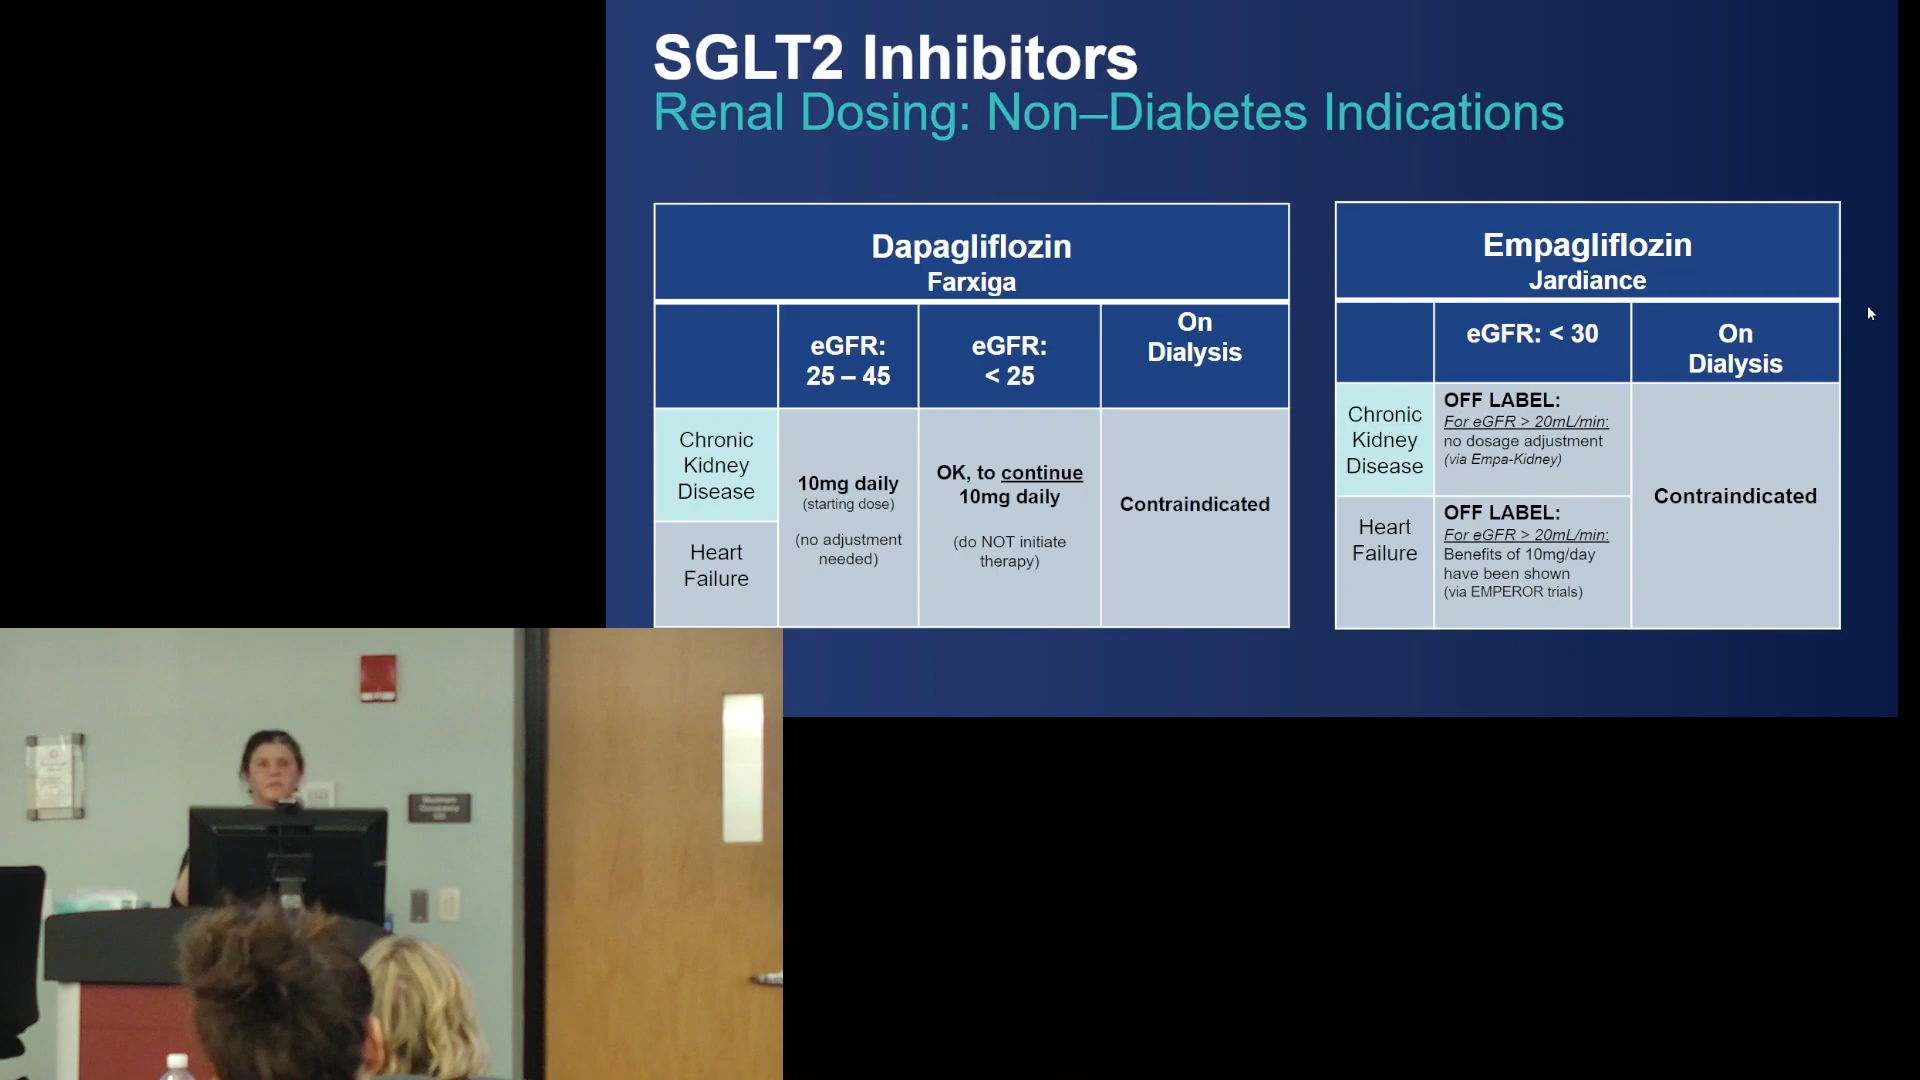 SGLT2 Inhibitors
Renal Dosing: Non–Diabetes Indications
Dapagliflozin
Farxiga
eGFR:
25 – 45
eGFR:
< 25
On
Dialysis
Chronic
Kidney
Disease
Heart
Failure
10mg daily
(starting dose)
(no adjustment
needed)
OK, to continue
10mg daily
(do NOT initiate
therapy)
Contraindicated
Empagliflozin
Jardiance
eGFR: < 30
On
Dialysis
Chronic
Kidney
Disease
OFF LABEL:
For eGFR > 20mL/min:
no dosage adjustment
(via Empa-Kidney)
Heart
Failure
OFF LABEL:
For eGFR > 20mL/min:
Benefits of 10mg/day
have been shown
(via EMPEROR trials)
Contraindicated
Maximum
Occupancy